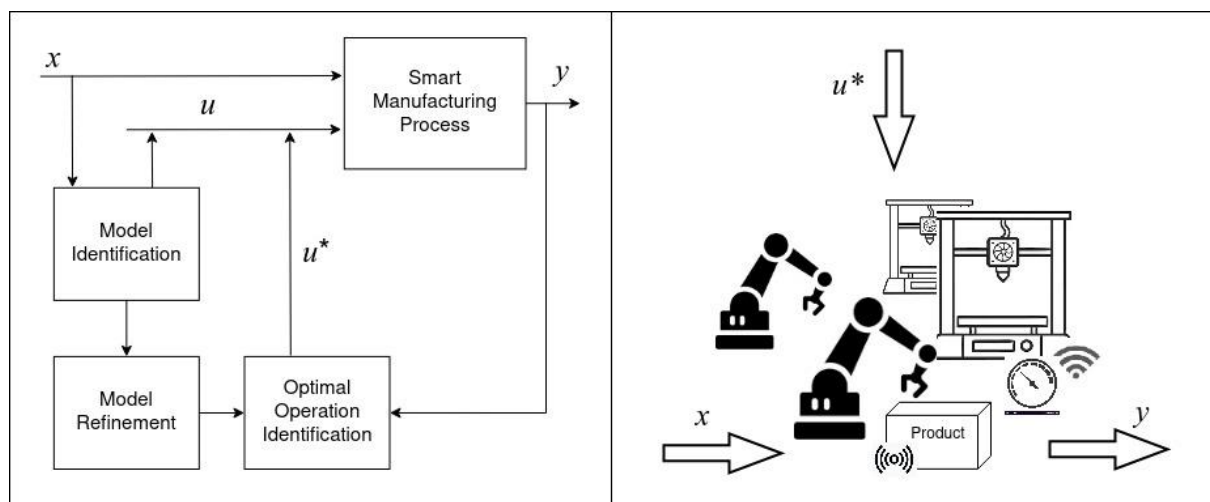 x
Smart
Manufacturing
Process
y
u
Model
Identification
u*
Model
Refinement
Optimal
Operation
Identification
u*
x
Product
y